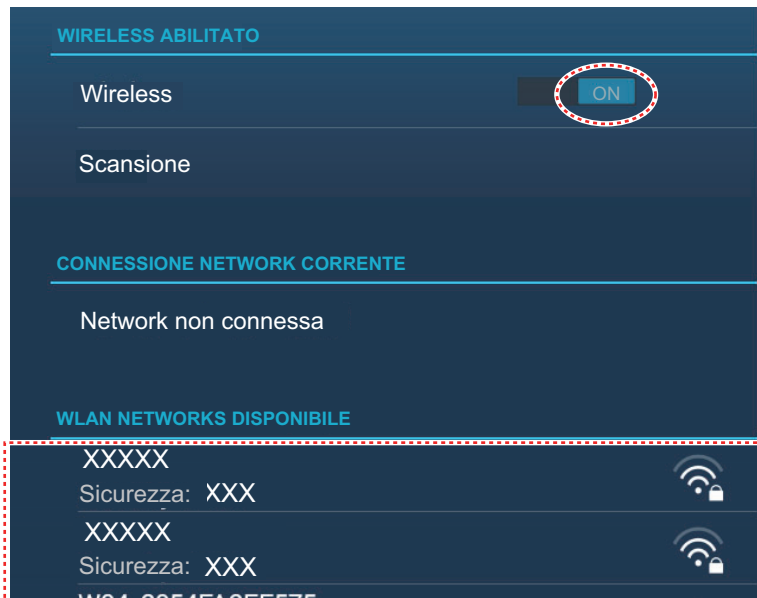 WIRELESS ABILITATO
Wireless
ON
Scansione
CONNESSIONE NETWORK CORRENTE
Network non connessa
WLAN NETWORKS DISPONIBILE
XXXXX
Sicurezza: XXX
XXXXX
Sicurezza: XXX